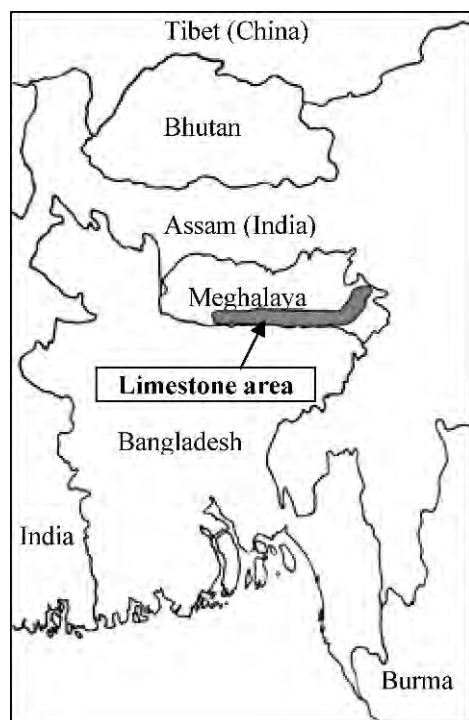 Tibet (China)
Bhutan
Assam (India)
Meghalaya
Limestone area
Bangladesh
India
Burma